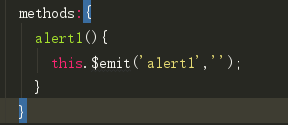 methods:{
alert1(){
this.$emit('alert1','');
}
}